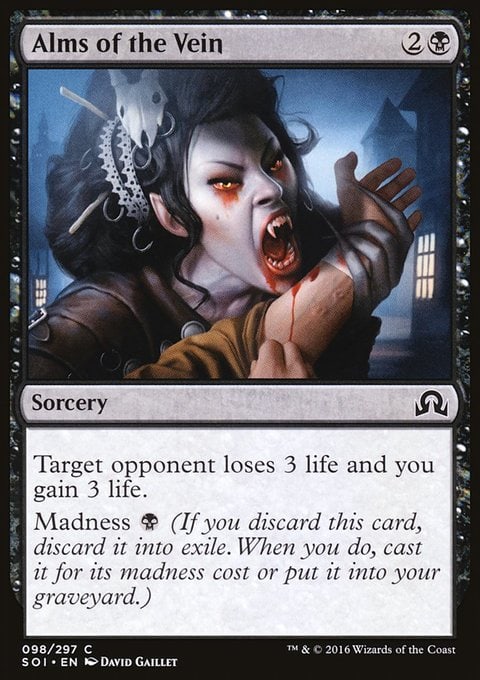 Alms of the Vein 2
Sorcery
Target opponent loses 3 life and you
gain 3 life.
Madness (If you discard this card,
discard it into exile. When you do, cast
it for its madness cost or put it into your
graveyard.)
098/297 C
SOI • EN DAVID GAILLET
™ & © 2016 Wizards of the Coast